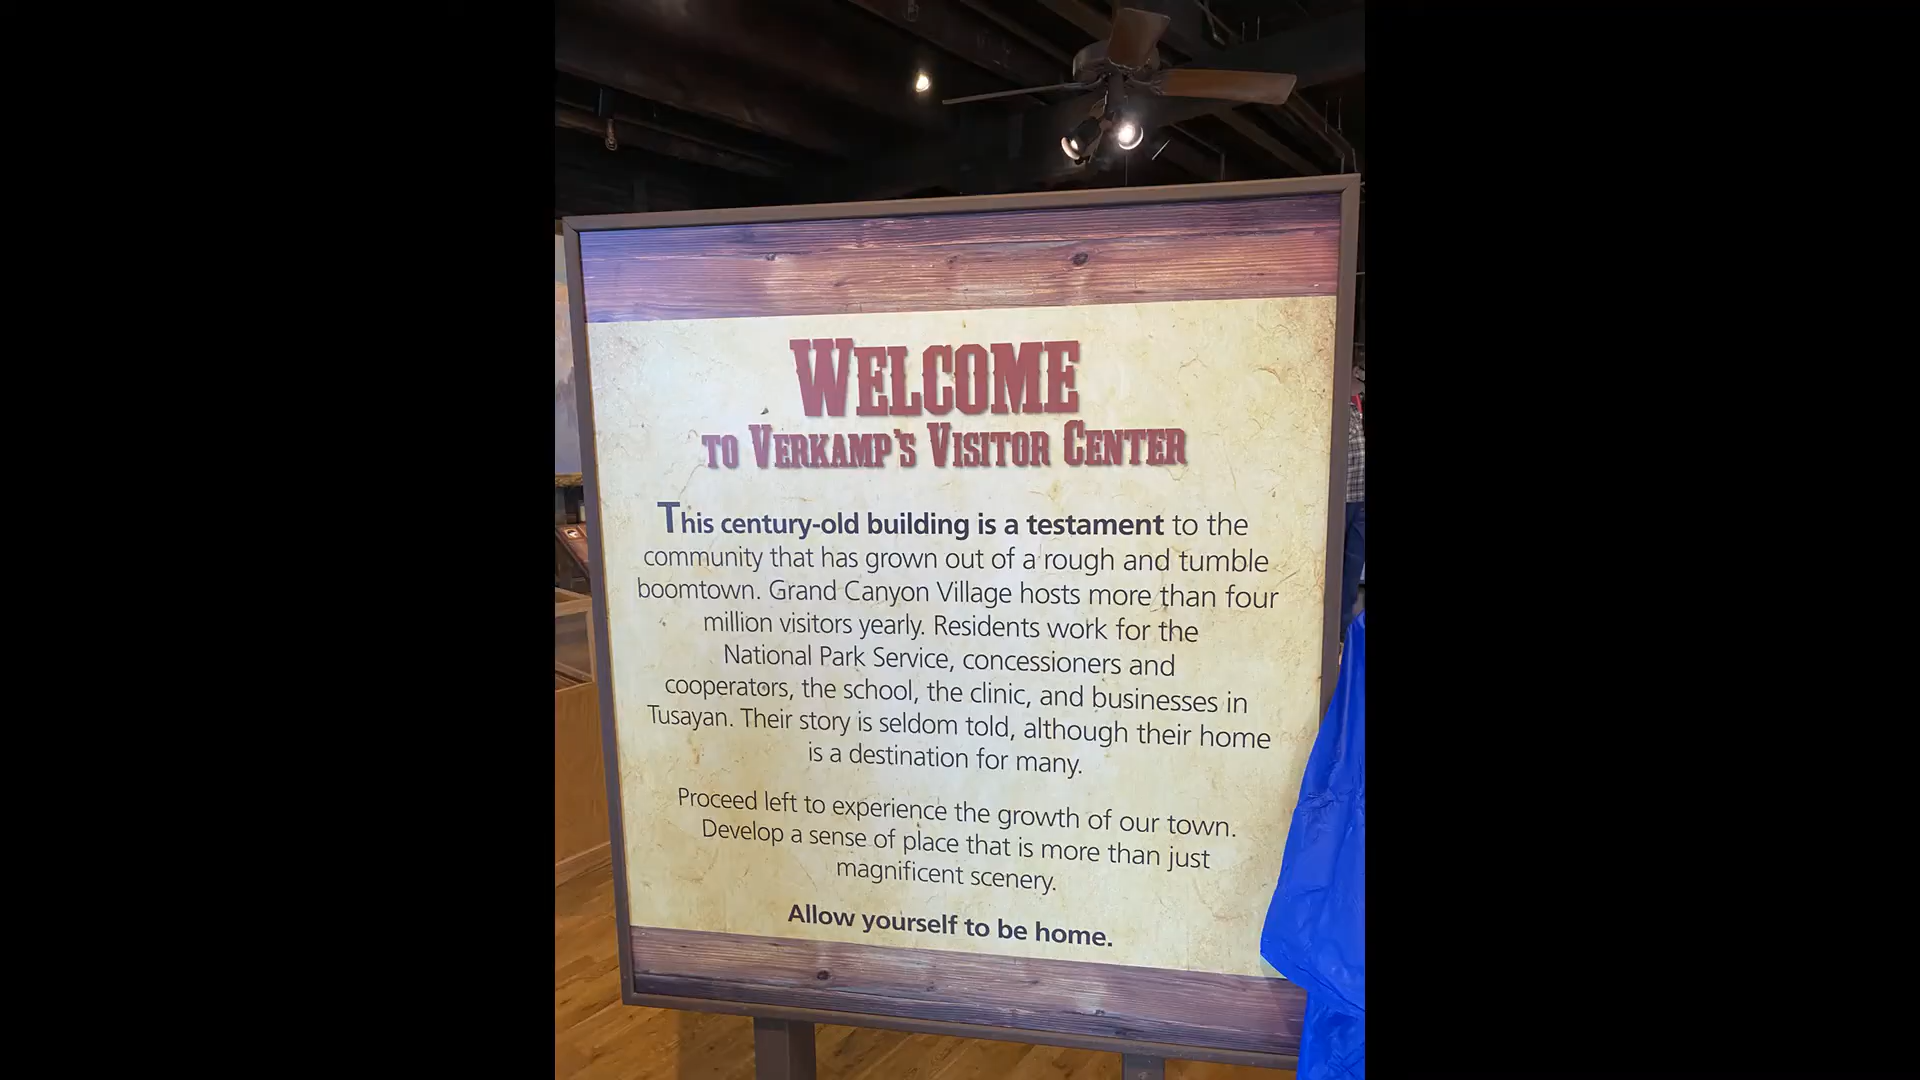 WELCOME
TO VERKAMP'S VISITOR CENTER
This century-old building is a testament to the
community that has grown out of a rough and tumble
boomtown. Grand Canyon Village hosts more than four
million visitors yearly. Residents work for the
National Park Service, concessioners and
cooperators, the school, the clinic, and businesses in
Tusayan. Their story is seldom told, although their home
is a destination for many.
Proceed left to experience the growth of our town.
Develop a sense of place that is more than just
magnificent scenery.
Allow yourself to be home.